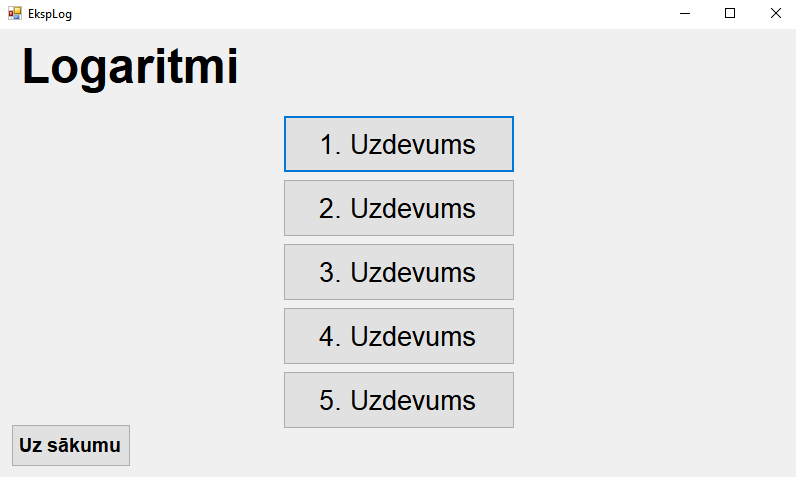 EkspLog
Logaritmi
1. Uzdevums
2. Uzdevums
3. Uzdevums
4. Uzdevums
5. Uzdevums
Uz sākumu